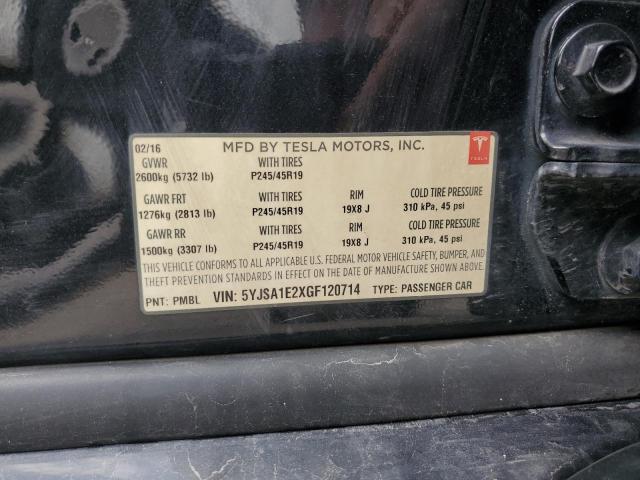 02/16 MFD BY TESLA MOTORS, INC.
GVWR WITH TIRES
2600kg (5732 lb) P245/45R19
TESLA
GAWR FRT WITH TIRES RIM COLD TIRE PRESSURE
1276kg (2813 lb) P245/45R19 19X8 J 310 kPa, 45 psi
GAWR RR WITH TIRES RIM COLD TIRE PRESSURE
1500kg (3307 lb) P245/45R19 19X8 J 310 kPa, 45 psi
THIS VEHICLE CONFORMS TO ALL APPLICABLE U.S. FEDERAL MOTOR VEHICLE SAFETY, BUMPER, AND
THEFT PREVENTION STANDARDS IN EFFECT ON THE DATE OF MANUFACTURE SHOWN ABOVE.
PNT: PMBL VIN: 5YJSA1E2XGF120714 TYPE: PASSENGER CAR